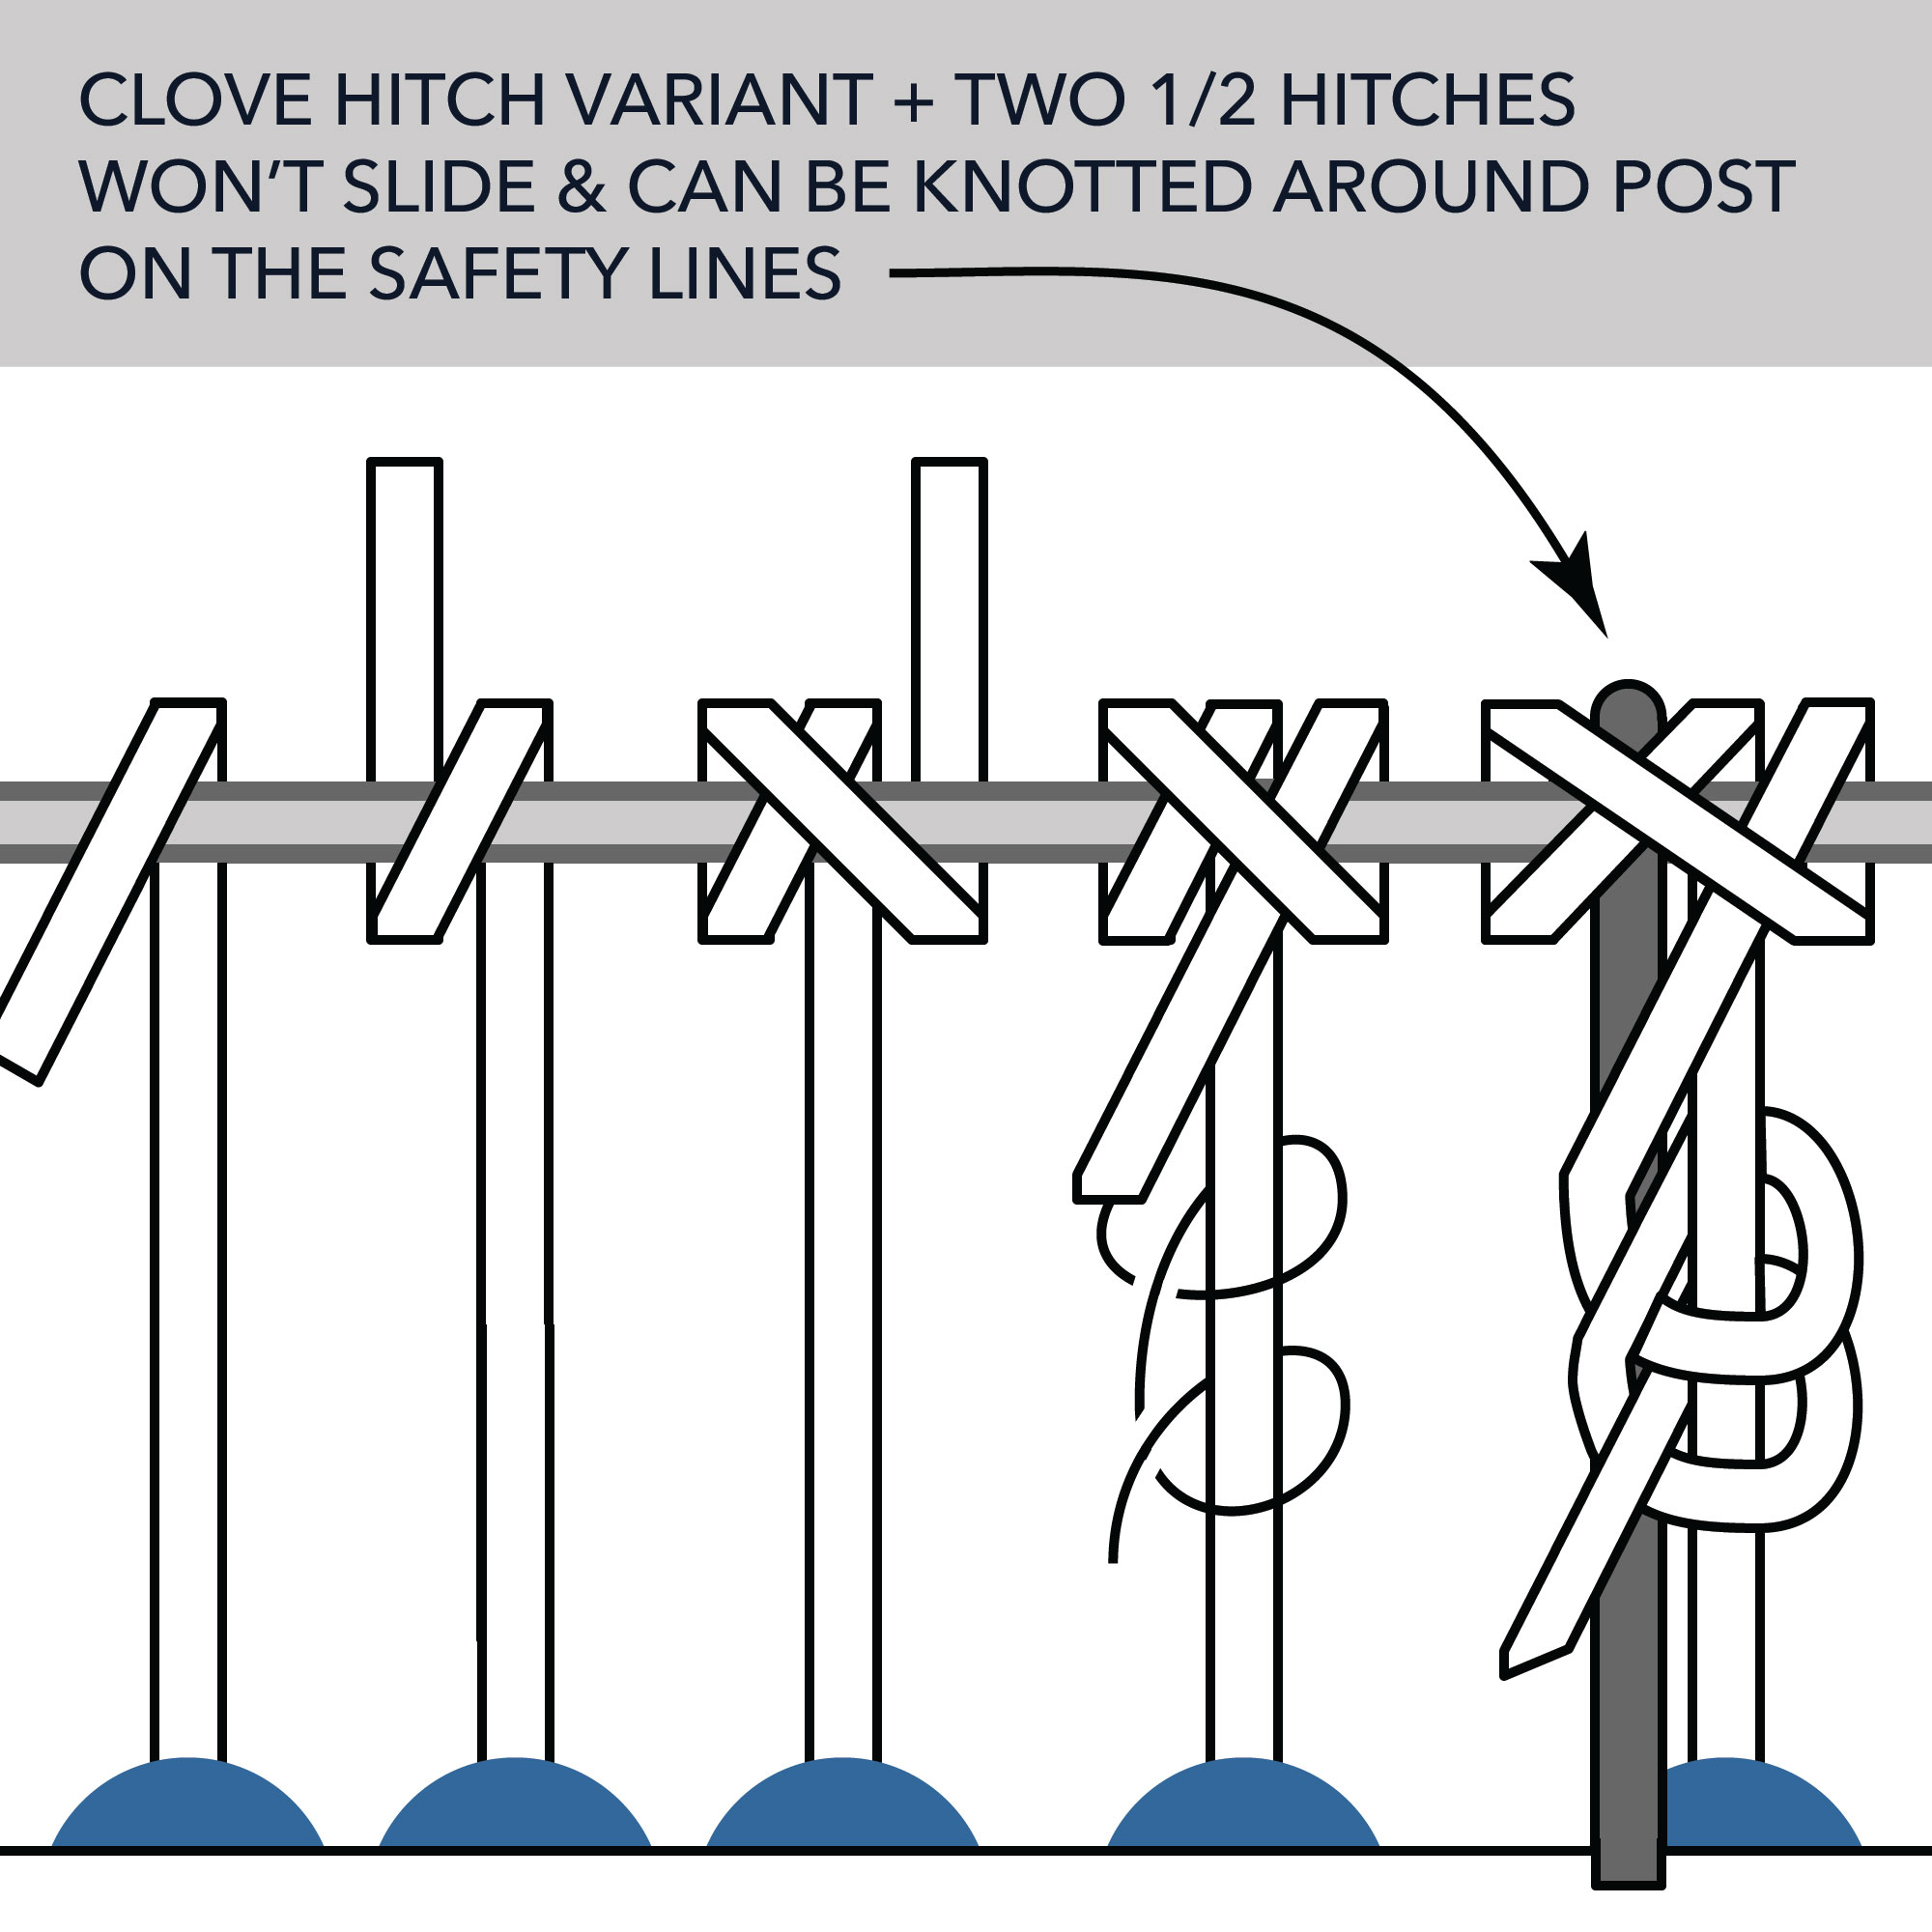 CLOVE HITCH VARIANT + TWO 1/2 HITCHES
WON'T SLIDE & CAN BE KNOTTED AROUND POST
ON THE SAFETY LINES